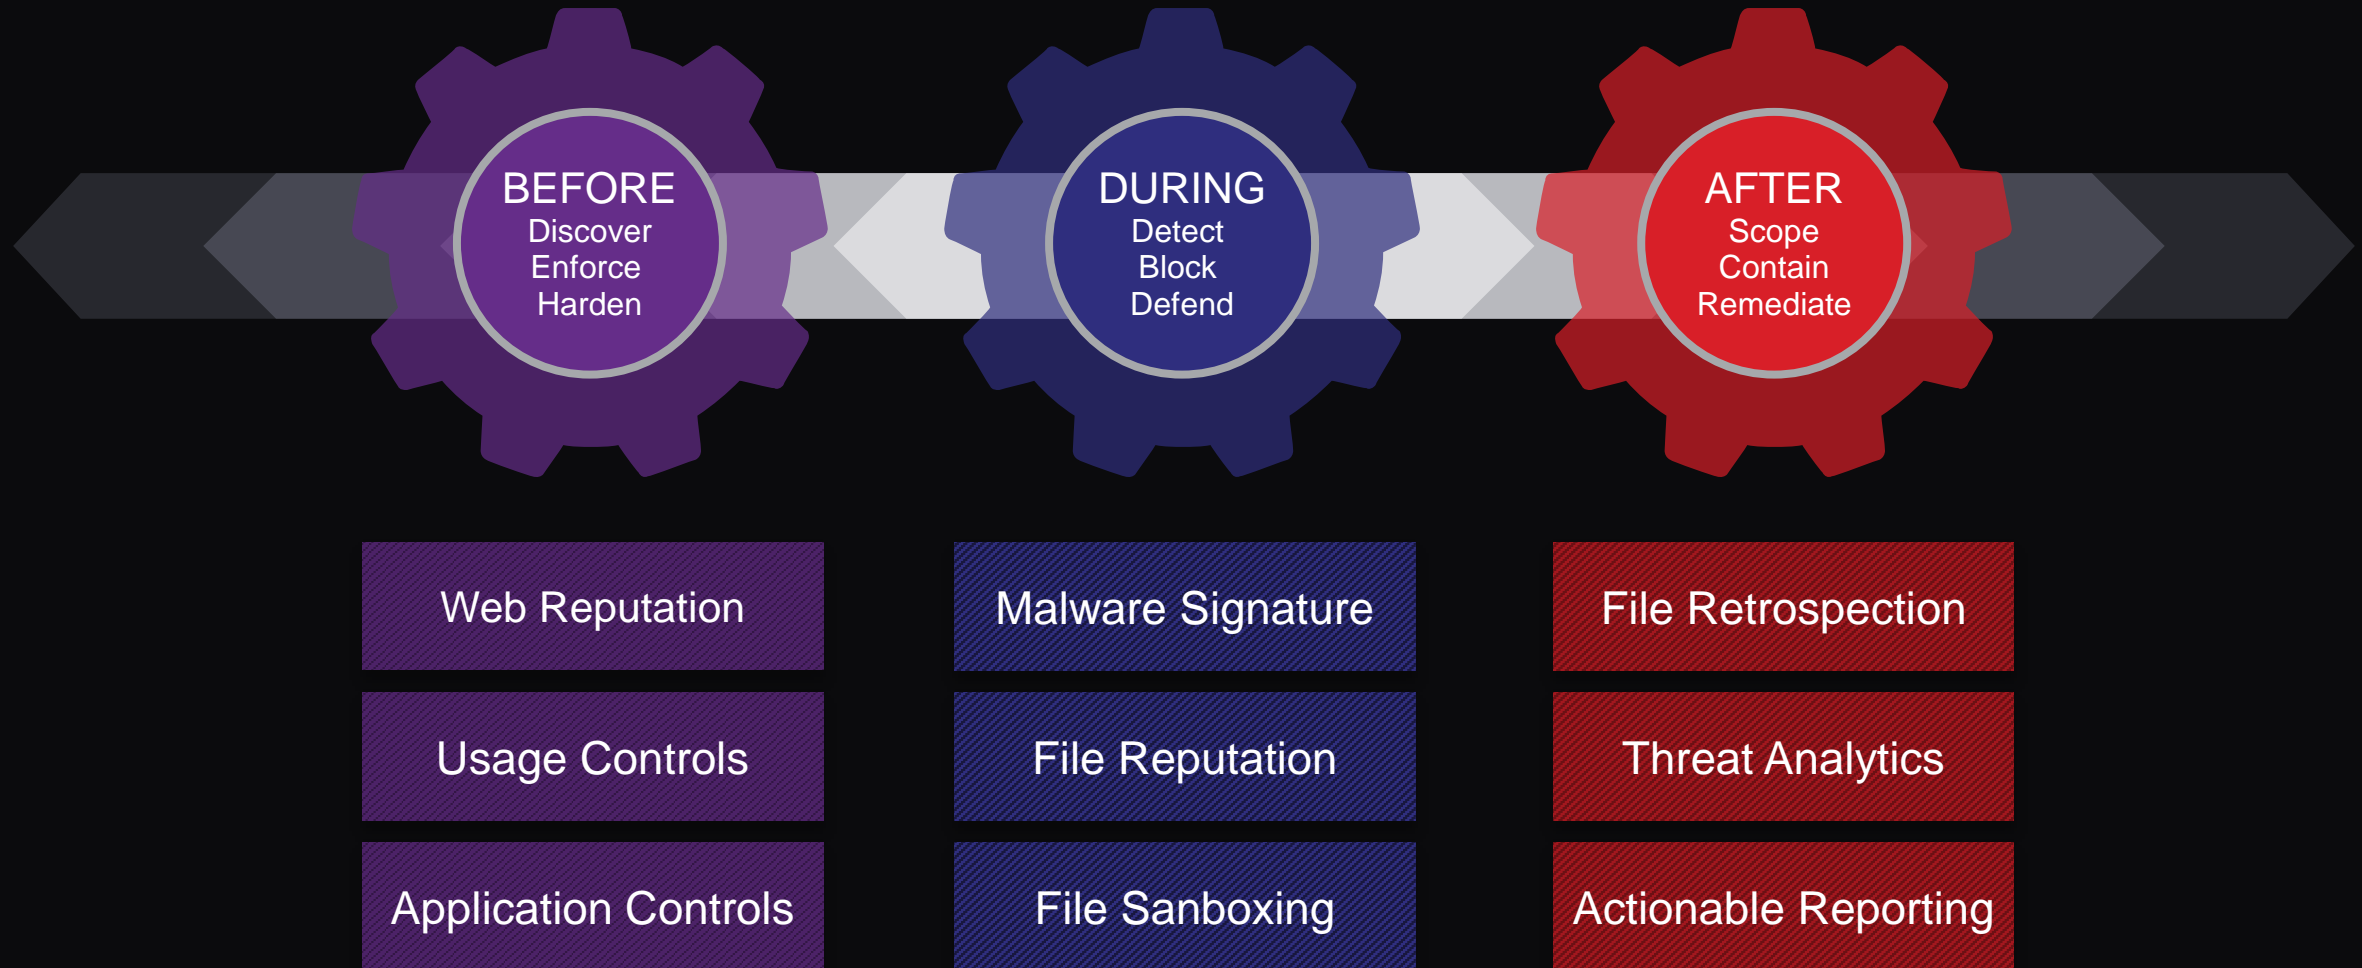 BEFORE
Discover
Enforce
Harden
DURING
Detect
Block
Defend
AFTER
Scope
Contain
Remediate
Web Reputation
Malware Signature
File Retrospection
Usage Controls
File Reputation
Threat Analytics
Application Controls
File Sanboxing
Actionable Reporting